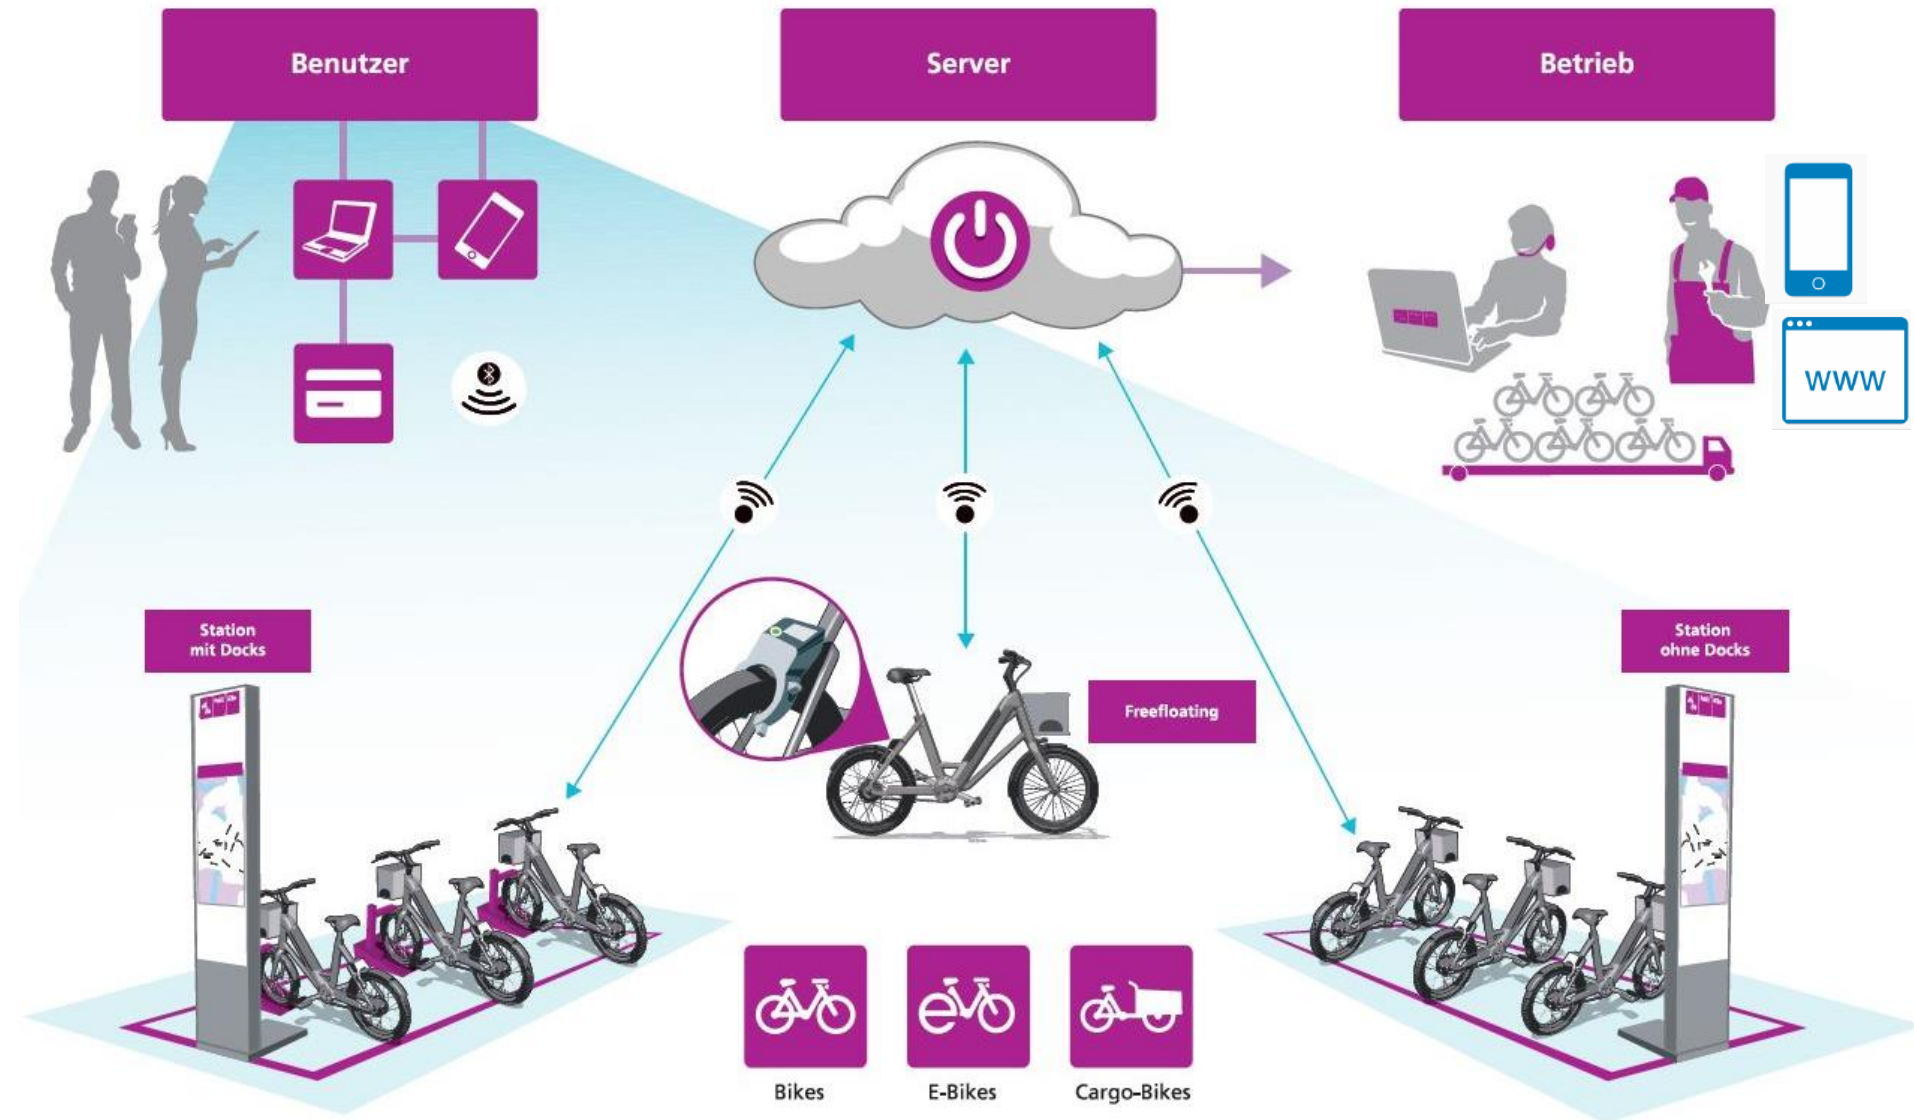 Benutzer
Server
Betrieb
www
Station
mit Docks
Freefloating
Station
ohne Docks
Bikes
E-Bikes
Cargo-Bikes